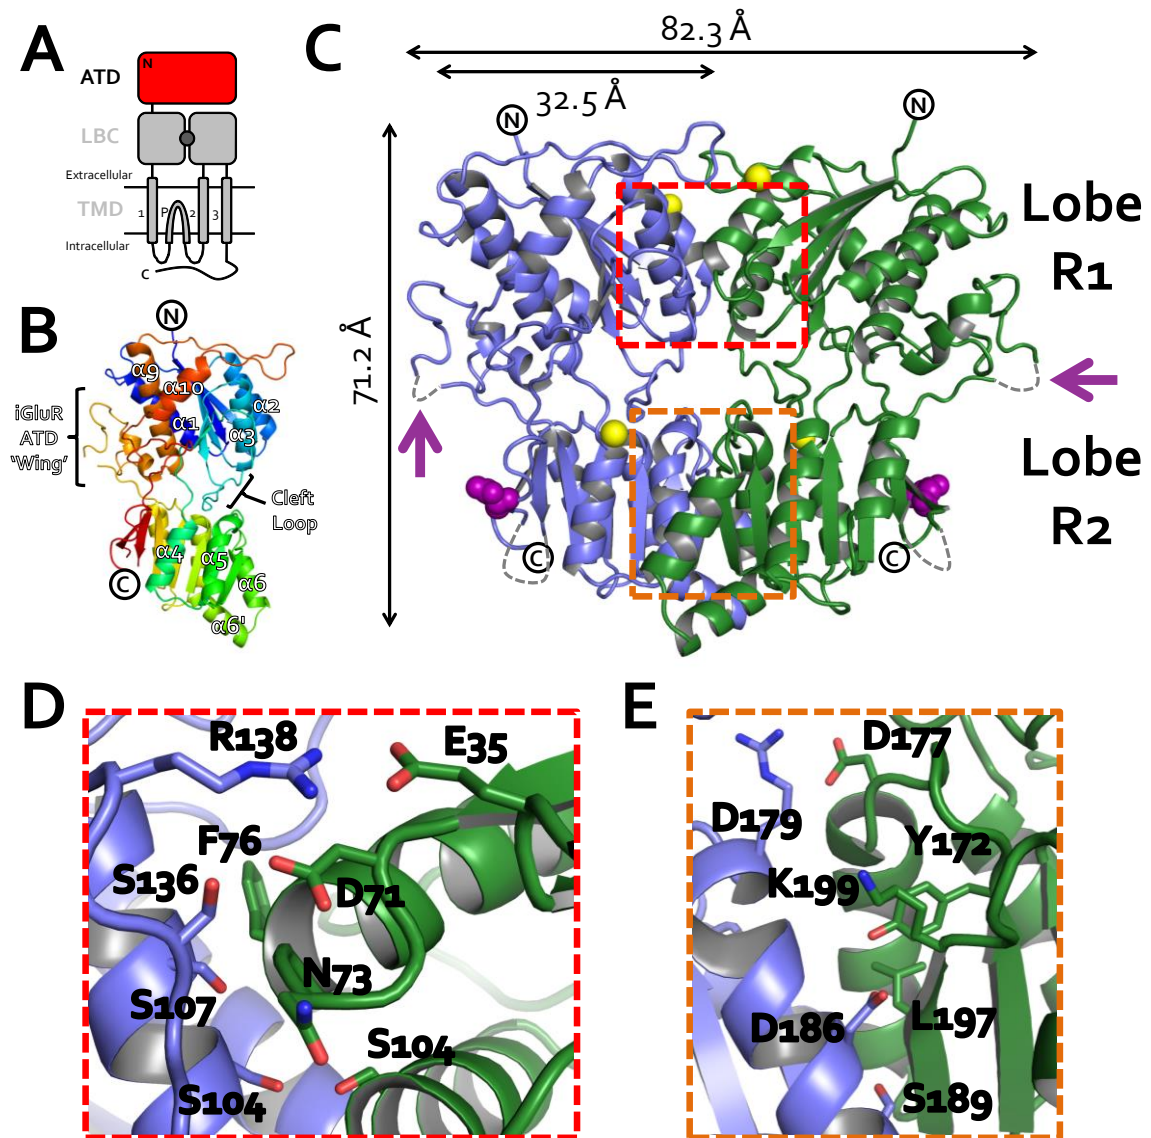 A
N
ATD
LBC
Extracellular
TMD
1
P
2
3
Intracellular
C
B
N
α9
α10
α2
α1
α3
iGluR
ATD
'Wing'
Cleft
Loop
α4
α5
C
α6
α6'
C
82.3 Å
32.5 Å
N
N
71.2 Å
Lobe
R1
Lobe
R2
C
C
D
R138
E35
F76
S136
D71
N73
S107
S104
S104
E
D177
D179
Y172
K199
D186
L197
S189